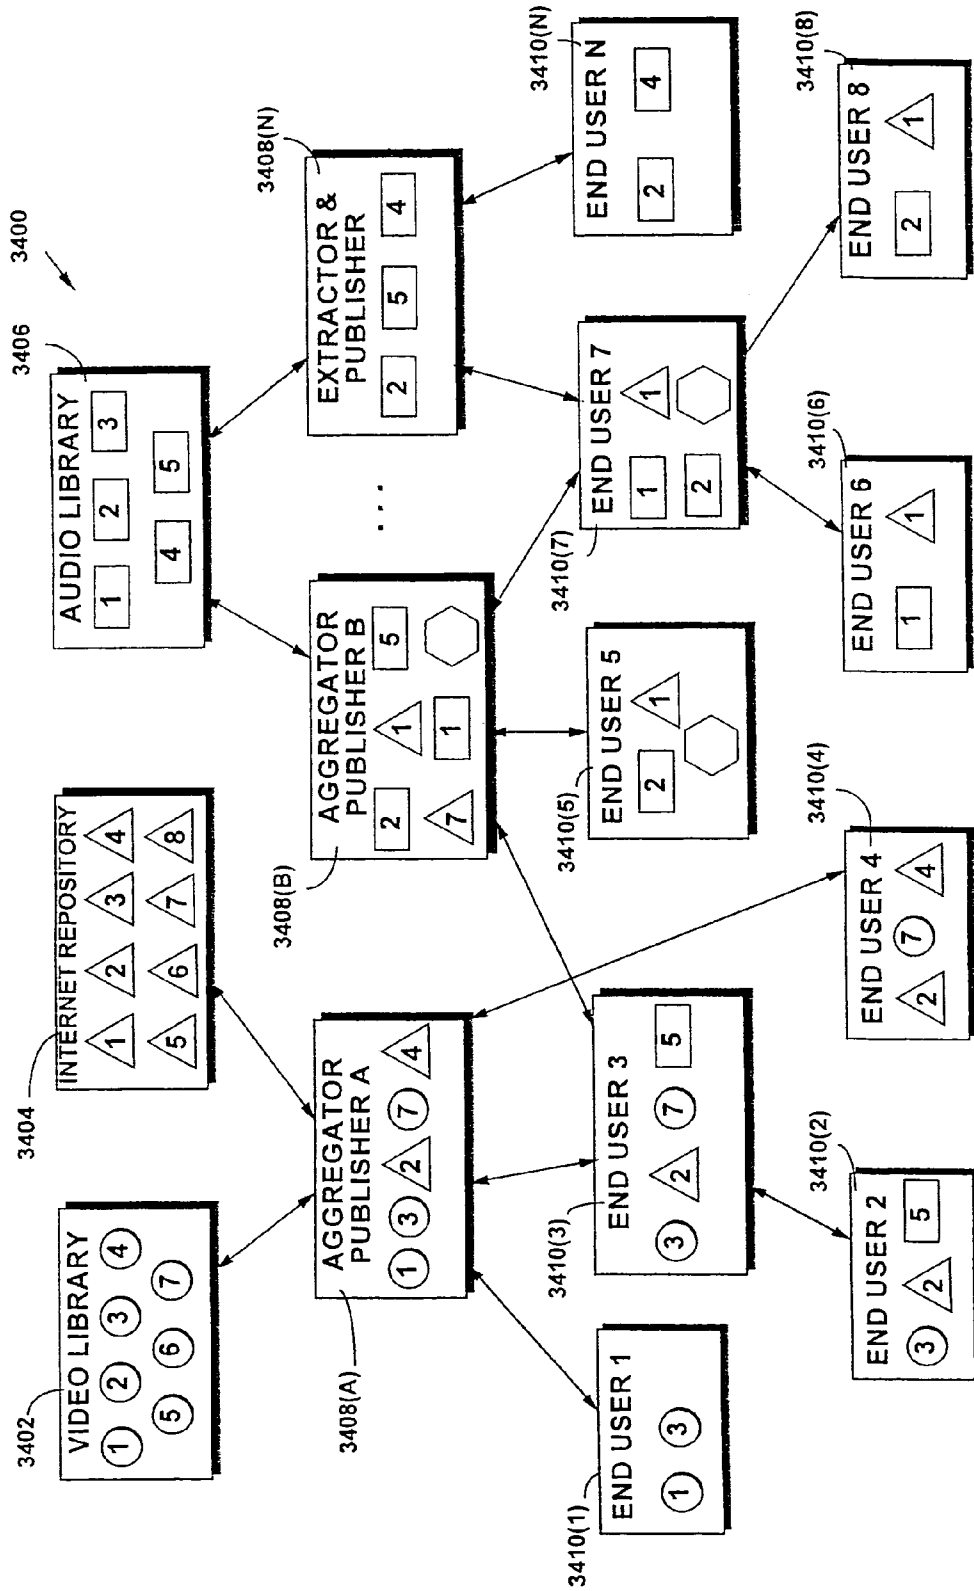 3400
3402
VIDEO LIBRARY
1 2 3 4
5 6 7
3404
INTERNET REPOSITORY
1 2 3 4
5 6 7 8
3406
AUDIO LIBRARY
1 2 3
4 5
3408(A)
AGGREGATOR
PUBLISHER A
1 3 2 7 4
3408(B)
AGGREGATOR
PUBLISHER B
2 1 5
7 1
...
3408(N)
EXTRACTOR &
PUBLISHER
2 5 4
3410(1)
END USER 1
1 3
3410(3)
END USER 3
3 2 7 5
3410(5)
END USER 5
2 1
3410(7)
END USER 7
1 1
2
3410(N)
END USER N
2 4
3410(2)
END USER 2
3 2 5
3410(4)
END USER 4
2 7 4
3410(6)
END USER 6
1 1
3410(8)
END USER 8
2 1